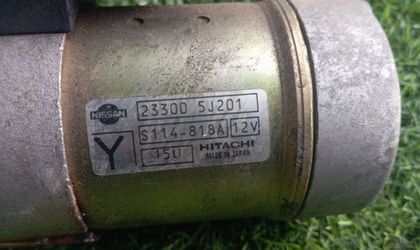 NISSAN 23300 5J201
S114-818A 12V
Y 15U HITACHI
MADE IN JAPAN